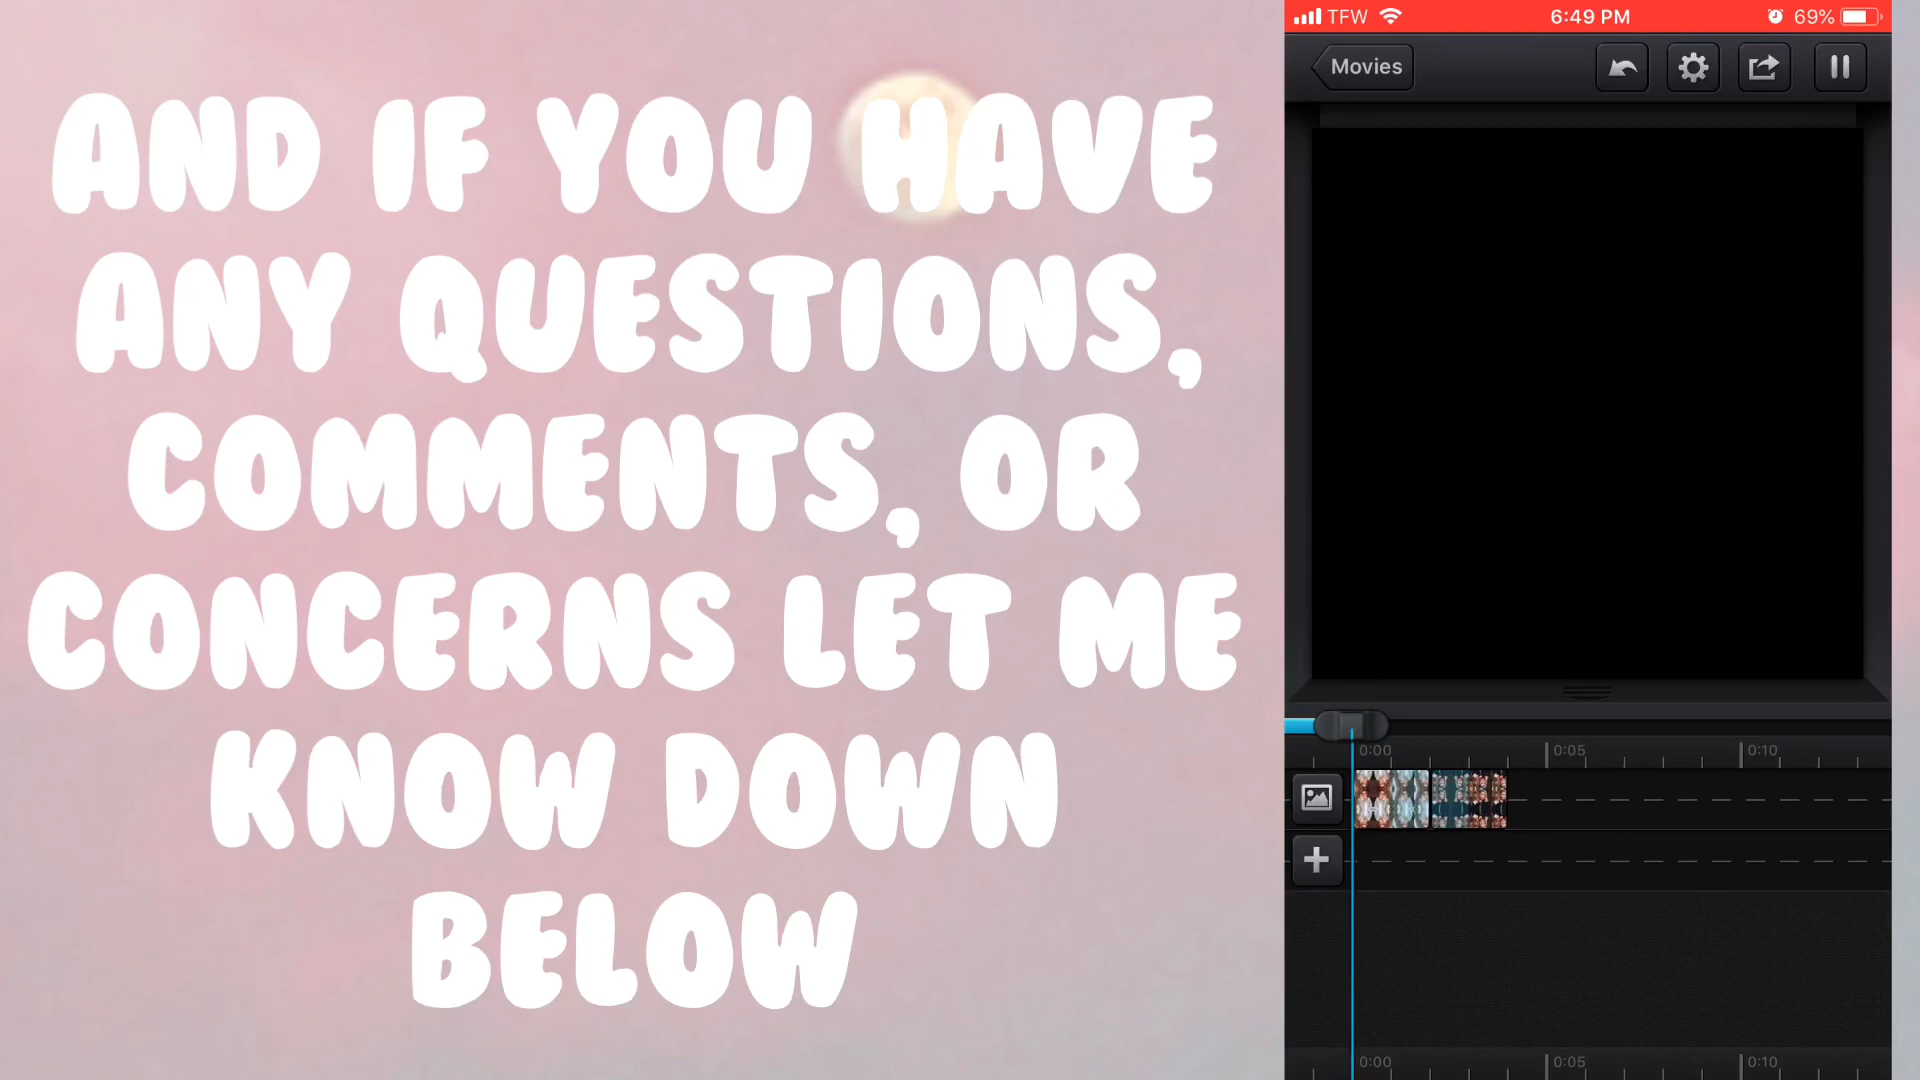 AND IF YOU HAVE
ANY QUESTIONS,
COMMENTS, OR
CONCERNS LET ME
KNOW DOWN
BELOW
TFW 6:49 PM 69%
Movies
0:00 0:05 0:10
0:00 0:05 0:10